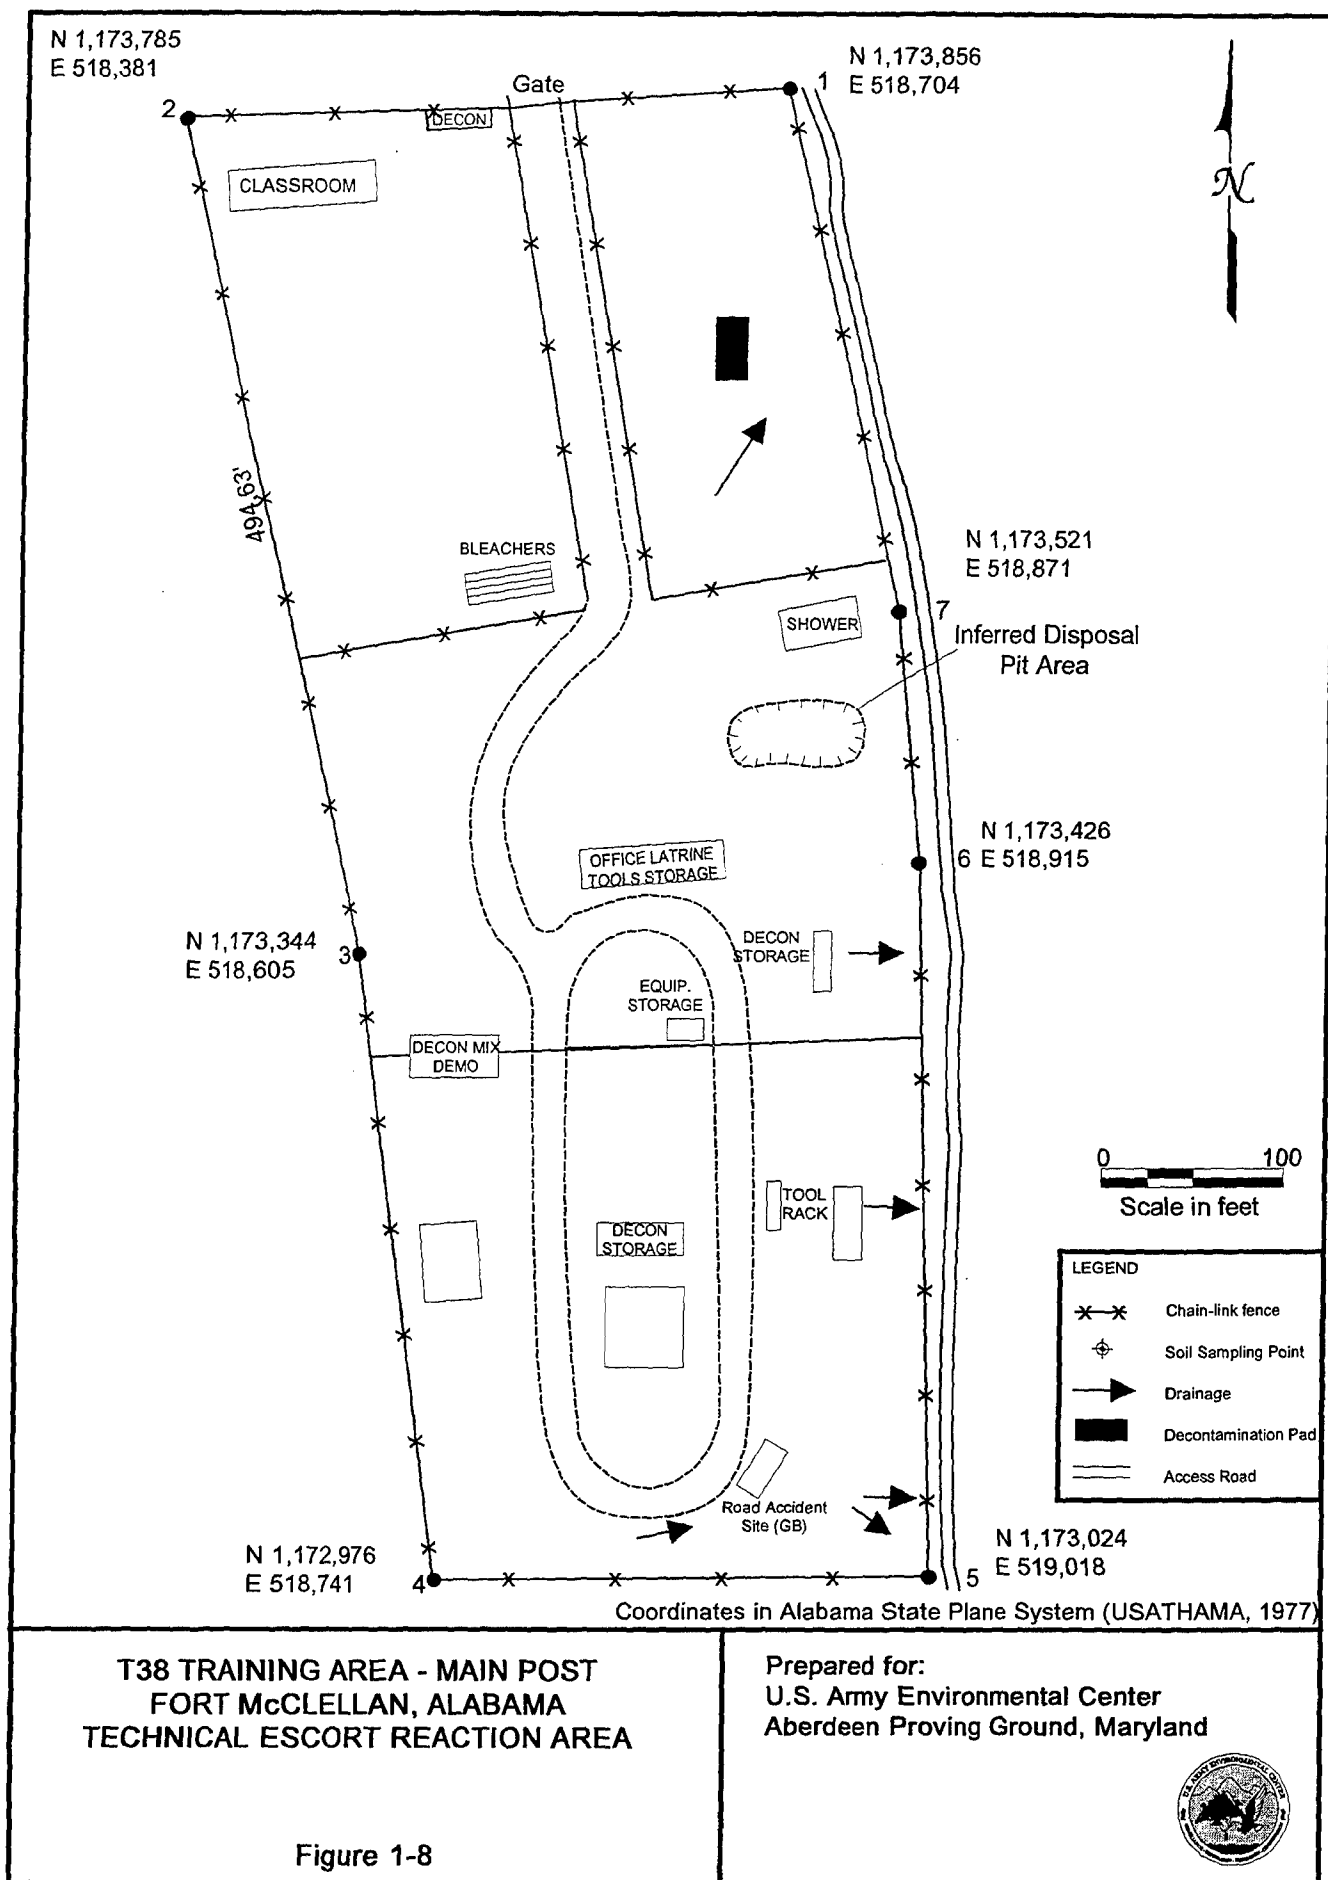 N 1,173,785
E 518,381
N 1,173,856
E 518,704
Gate
2
1
DECON
CLASSROOM
N
494,63'
BLEACHERS
N 1,173,521
E 518,871
7
SHOWER
Inferred Disposal
Pit Area
N 1,173,426
6 E 518,915
OFFICE LATRINE
TOOLS STORAGE
N 1,173,344
E 518,605
3
DECON
STORAGE
EQUIP.
STORAGE
DECON MIX
DEMO
0 100
Scale in feet
TOOL
RACK
DECON
STORAGE
LEGEND
Chain-link fence
Soil Sampling Point
Drainage
Decontamination Pad
Access Road
Road Accident
Site (GB)
N 1,172,976
E 518,741
4
N 1,173,024
E 519,018
5
Coordinates in Alabama State Plane System (USATHAMA, 1977)
T38 TRAINING AREA - MAIN POST
FORT McCLELLAN, ALABAMA
TECHNICAL ESCORT REACTION AREA
Figure 1-8
Prepared for:
U.S. Army Environmental Center
Aberdeen Proving Ground, Maryland
U.S. ARMY ENVIRONMENTAL CENTER